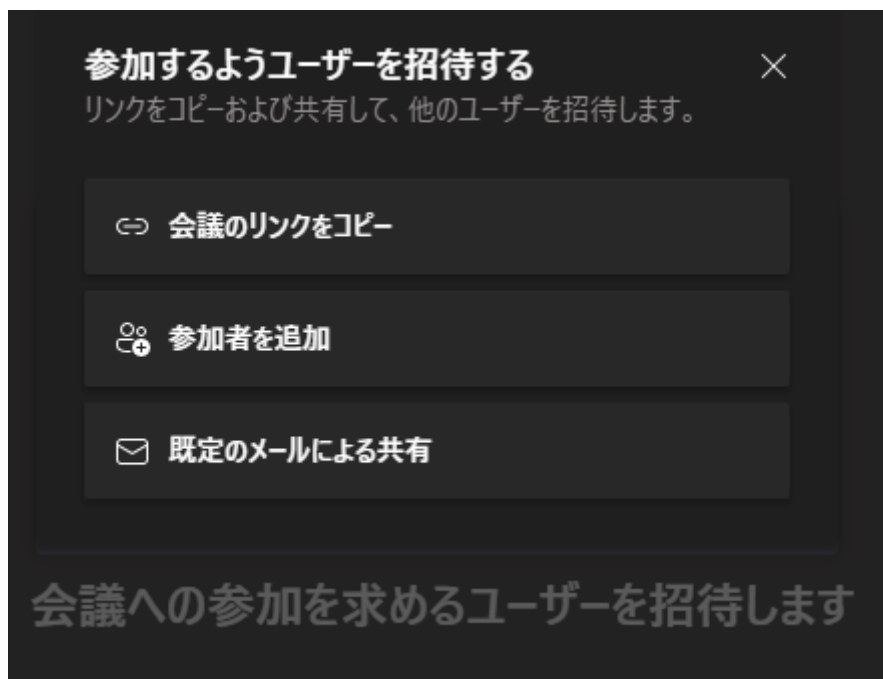 参加するようユーザーを招待する
リンクをコピーおよび共有して、他のユーザーを招待します。
会議のリンクをコピー
参加者を追加
既定のメールによる共有
会議への参加を求めるユーザーを招待します